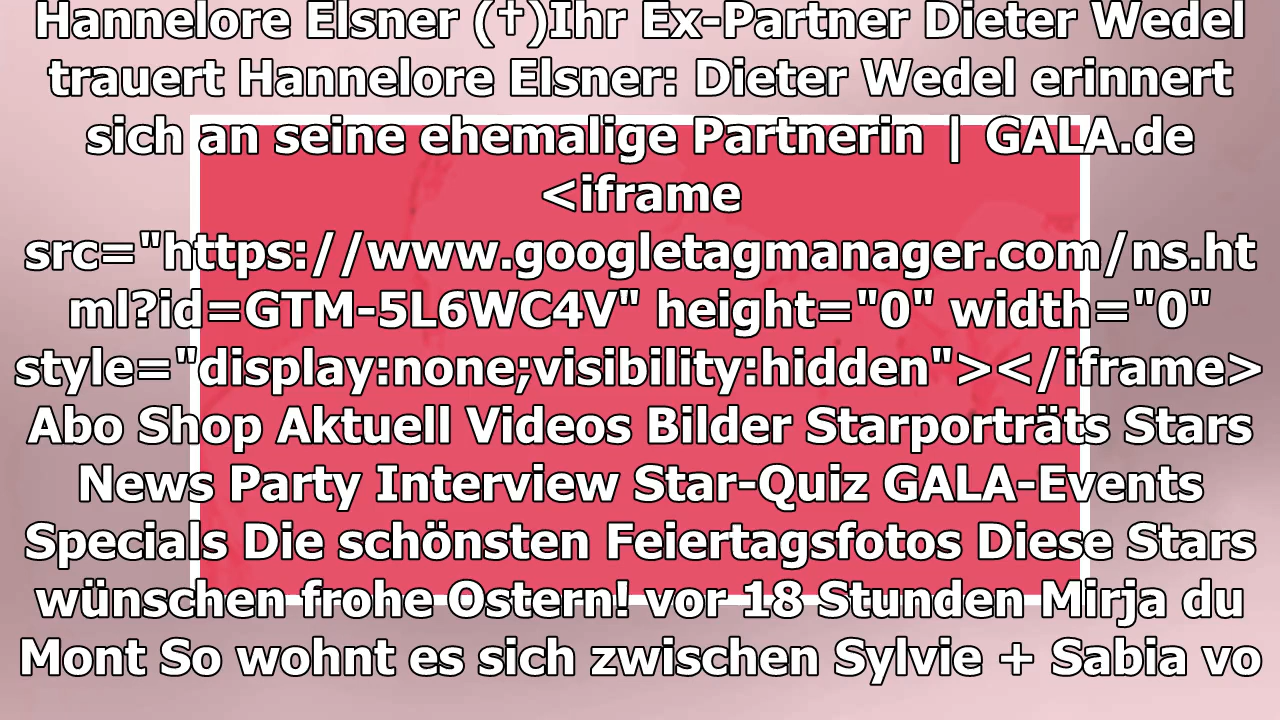 Hannelore Elsner (†)Ihr Ex-Partner Dieter Wedel
trauert Hannelore Elsner: Dieter Wedel erinnert
sich an seine ehemalige Partnerin | GALA.de
<iframe
src="https://www.googletagmanager.com/ns.ht
ml?id=GTM-5L6WC4V" height="0" width="0"
style="display:none;visibility:hidden"></iframe>
Abo Shop Aktuell Videos Bilder Starporträts Stars
News Party Interview Star-Quiz GALA-Events
Specials Die schönsten Feiertagsfotos Diese Stars
wünschen frohe Ostern! vor 18 Stunden Mirja du
Mont So wohnt es sich zwischen Sylvie + Sabia vo